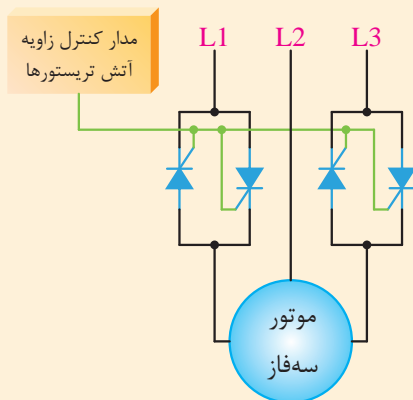 مدار کنترل زاویه
آتش تریستورها
L1 L2 L3
موتور
سه‌فاز